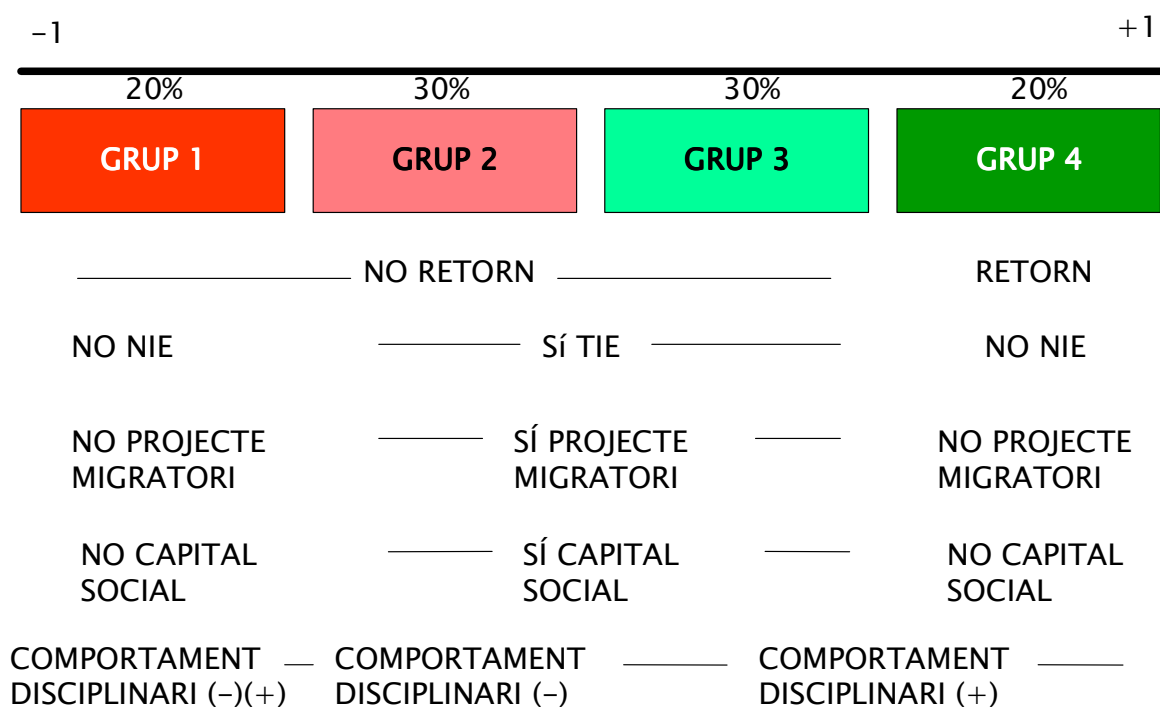 -1 +1
20% 30% 30% 20%
GRUP 1 GRUP 2 GRUP 3 GRUP 4
NO RETORN RETORN
NO NIE Sí TIE NO NIE
NO PROJECTE SÍ PROJECTE NO PROJECTE
MIGRATORI MIGRATORI MIGRATORI
NO CAPITAL SÍ CAPITAL NO CAPITAL
SOCIAL SOCIAL SOCIAL
COMPORTAMENT COMPORTAMENT COMPORTAMENT
DISCIPLINARI (-)(+) DISCIPLINARI (-) DISCIPLINARI (+)